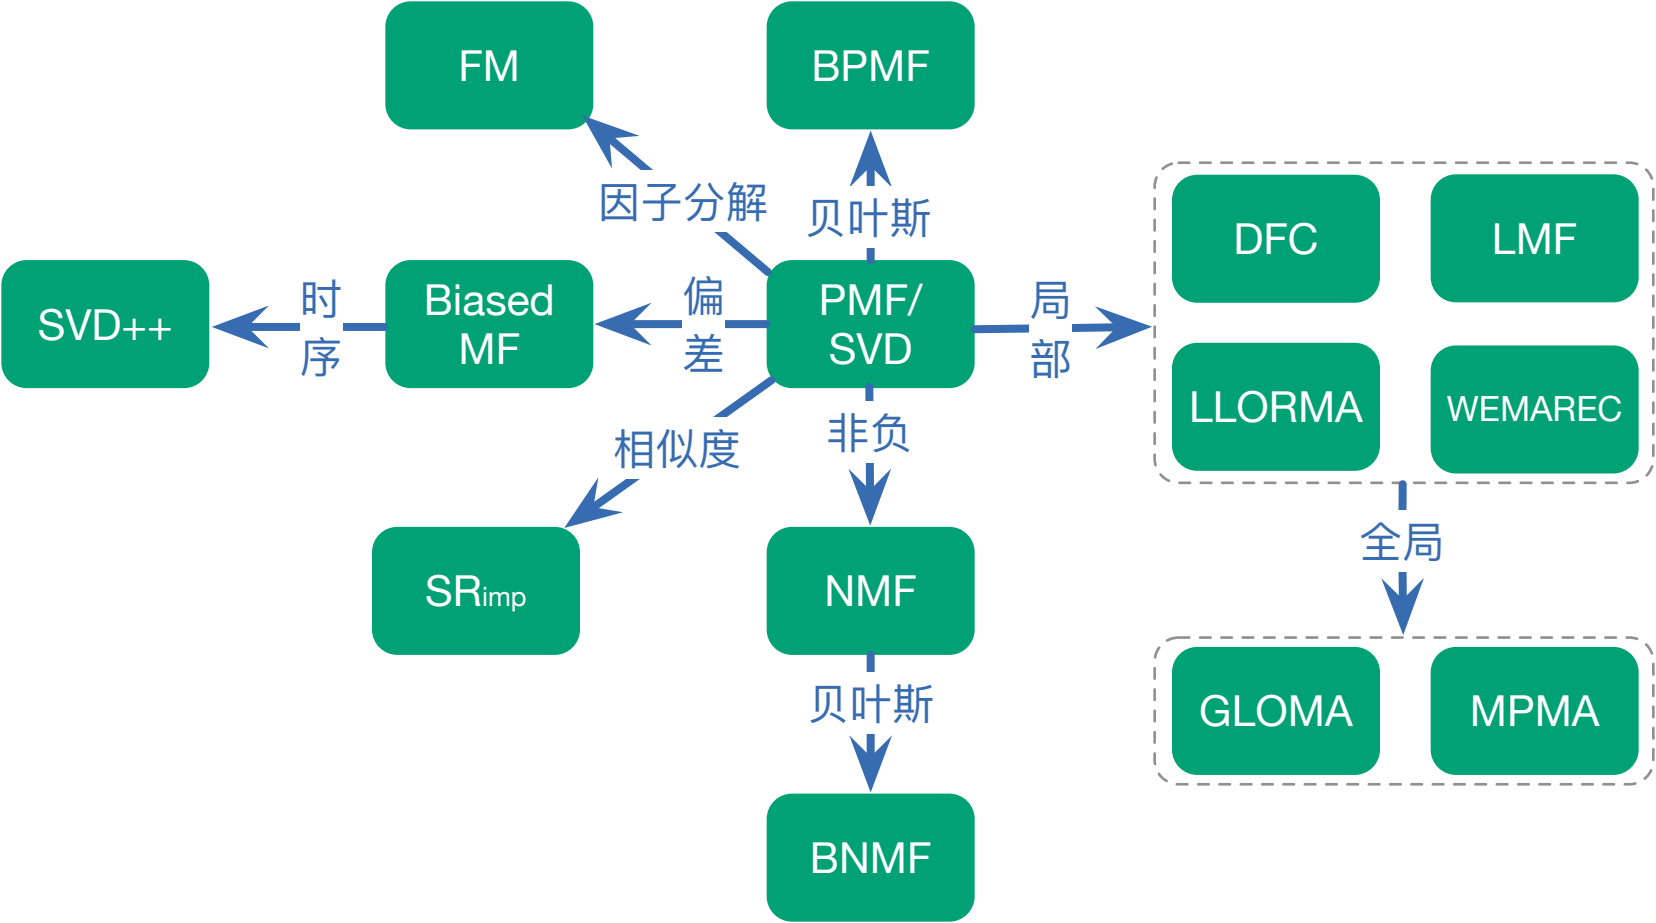 FM
BPMF
因子分解
贝叶斯
DFC
LMF
SVD++
时
序
Biased
MF
偏
差
PMF/
SVD
局
部
LLORMA
WEMAREC
相似度
非负
全局
SRimp
NMF
贝叶斯
GLOMA
MPMA
BNMF